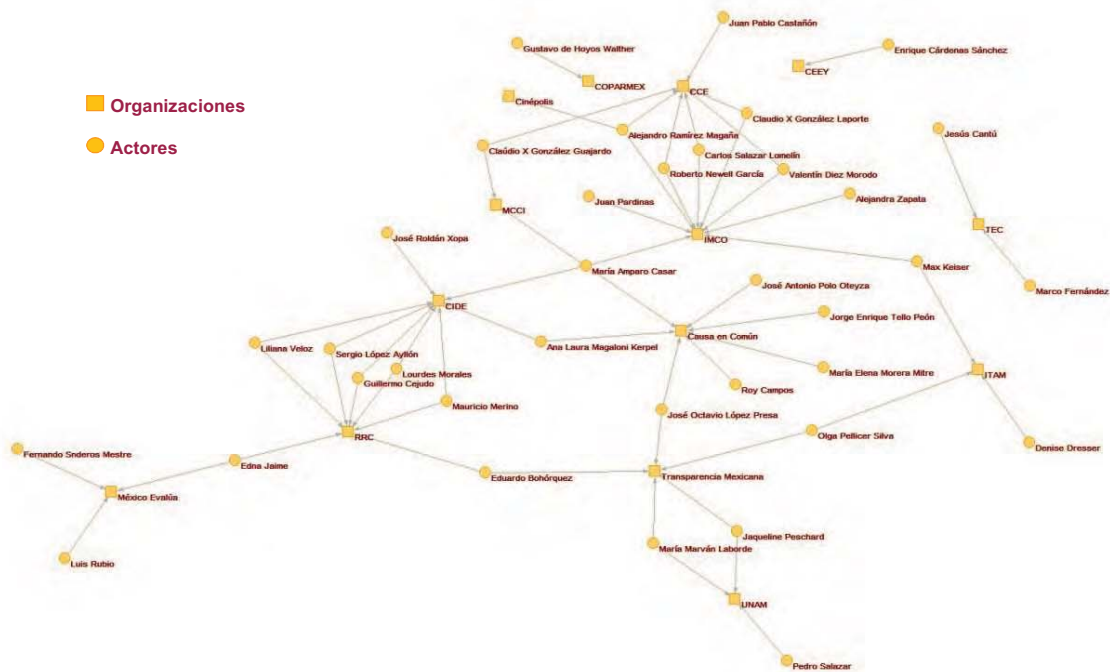 Juan Pablo Castañón
Gustavo de Hoyos Walther
Enrique Cárdenas Sánchez
CEEY
COPARMEX
CCE
Organizaciones
Cinépolis
Claudio X González Laporte
Jesús Cantú
Alejandro Ramírez Magaña
Actores
Claúdio X González Guajardo
Carlos Salazar Lomelín
Roberto Newell García
Valentín Diez Morodo
Juan Pardinas
Alejandra Zapata
MCCI
TEC
José Roldán Xopa
IMCO
María Amparo Casar
Max Keiser
José Antonio Polo Oteyza
Marco Fernández
CIDE
Jorge Enrique Tello Peón
Causa en Común
Liliana Veloz
Ana Laura Magaloni Kerpel
Sergio López Ayllón
Lourdes Morales
María Elena Morera Mitre
ITAM
Guillermo Cejudo
Roy Campos
Mauricio Merino
José Octavio López Presa
RRC
Olga Pellicer Silva
Denise Dresser
Fernando Snderos Mestre
Edna Jaime
Eduardo Bohórquez
Transparencia Mexicana
México Evalúa
Jaqueline Peschard
María Marván Laborde
Luis Rubio
UNAM
Pedro Salazar